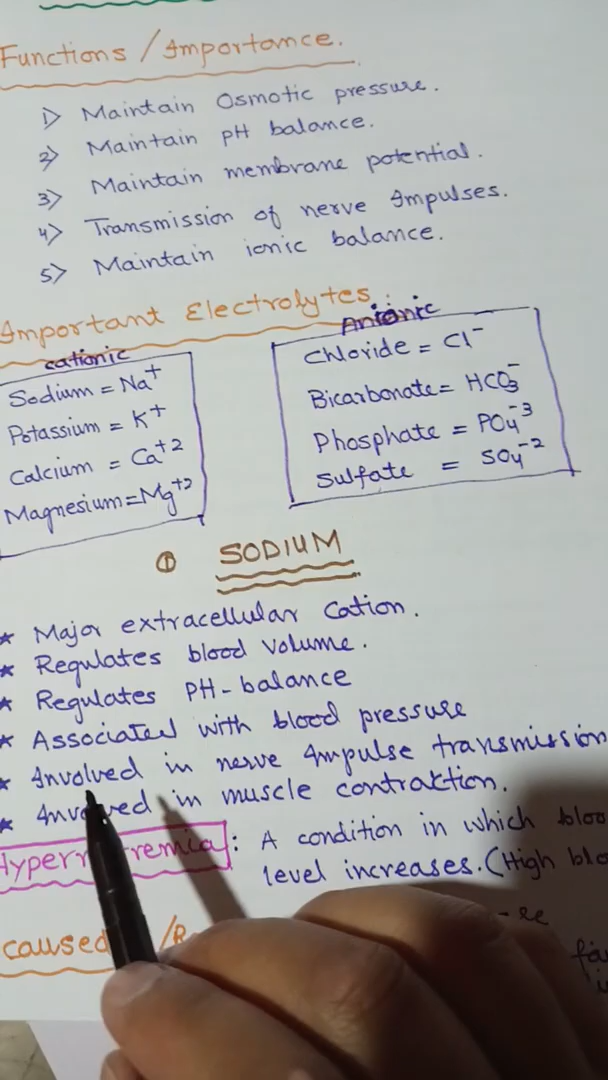 Functions / Importance.
1) Maintain Osmotic pressure.
2) Maintain pH balance.
3) Maintain membrane potential.
4) Transmission of nerve Impulses.
5) Maintain ionic balance.
Important Electrolytes:
cationic
Sodium = Na+
Potassium = K+
Calcium = Ca+2
Magnesium = Mg+2
Anionic
Chloride = Cl-
Bicarbonate = HCO3-
Phosphate = PO4-3
Sulfate = SO4-2
① SODIUM
* Major extracellular Cation.
* Regulates blood volume.
* Regulates PH-balance
* Associated with blood pressure
* Involved in nerve Impulse transmission
* Involved in muscle contraction.
: A condition in which
level increases. (High
caused